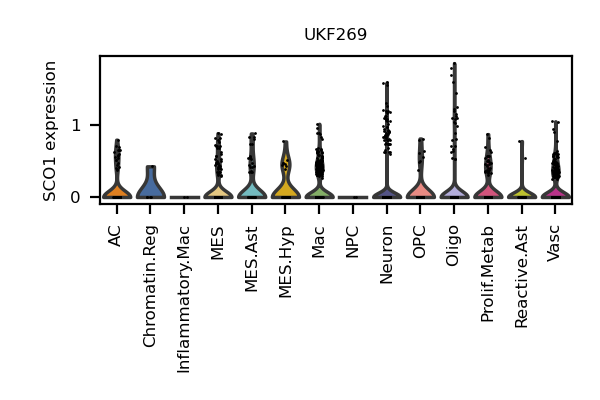 UKF269
SCO1 expression
1
0
AC
Chromatin.Reg
Inflammatory.Mac
MES
MES.Ast
MES.Hyp
Mac
NPC
Neuron
OPC
Oligo
Prolif.Metab
Reactive.Ast
Vasc